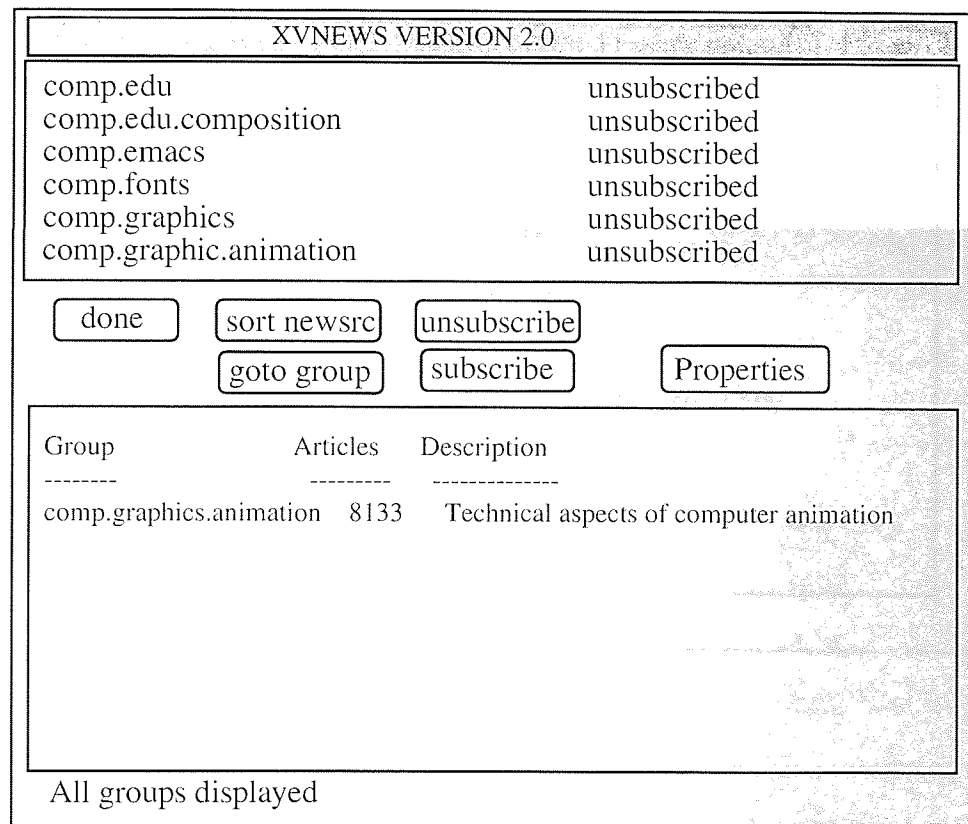 XVNEWS VERSION 2.0
comp.edu unsubscribed
comp.edu.composition unsubscribed
comp.emacs unsubscribed
comp.fonts unsubscribed
comp.graphics unsubscribed
comp.graphic.animation unsubscribed
done sort newsrc unsubscribe
goto group subscribe Properties
Group Articles Description
-------- --------- --------------
comp.graphics.animation 8133 Technical aspects of computer animation
All groups displayed